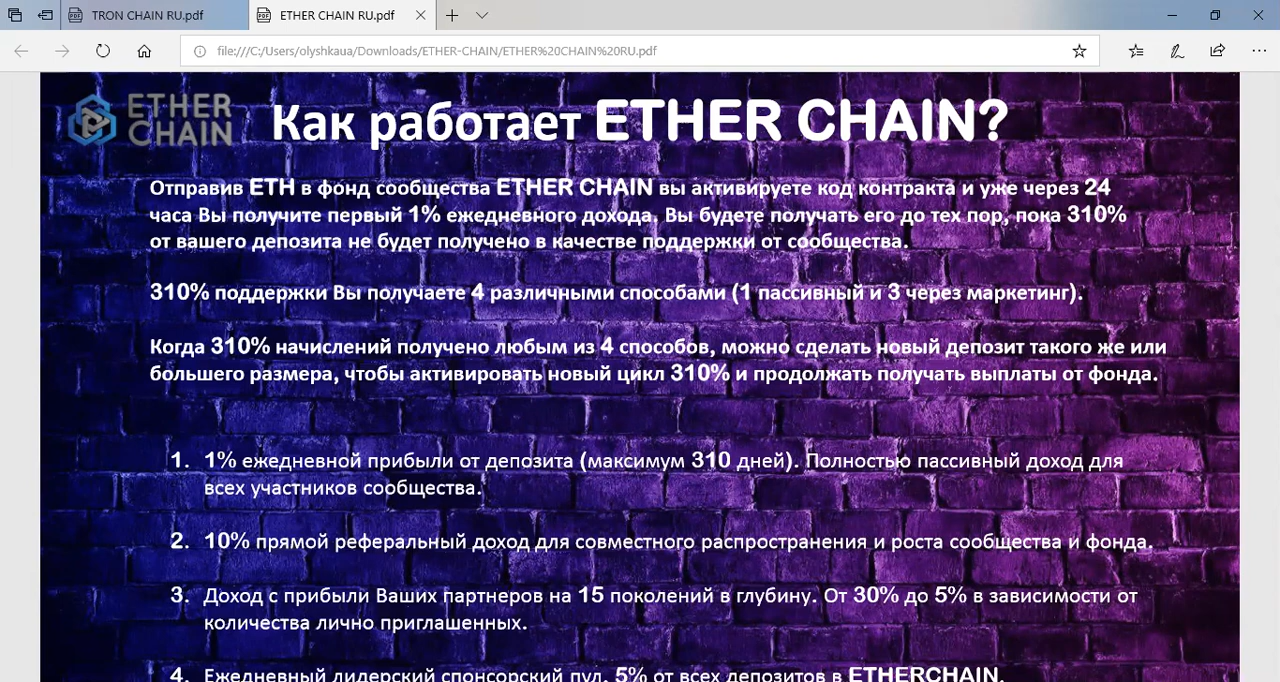 TRON CHAIN RU.pdf
ETHER CHAIN RU.pdf
file:///C:/Users/olyshkaua/Downloads/ETHER-CHAIN/ETHER%20CHAIN%20RU.pdf
ETHER
CHAIN
Как работает ETHER CHAIN?
Отправив ETH в фонд сообщества ETHER CHAIN вы активируете код контракта и уже через 24
часа Вы получите первый 1% ежедневного дохода. Вы будете получать его до тех пор, пока 310%
от вашего депозита не будет получено в качестве поддержки от сообщества.
310% поддержки Вы получаете 4 различными способами (1 пассивный и 3 через маркетинг).
Когда 310% начислений получено любым из 4 способов, можно сделать новый депозит такого же или
большего размера, чтобы активировать новый цикл 310% и продолжать получать выплаты от фонда.
1. 1% ежедневной прибыли от депозита (максимум 310 дней). Полностью пассивный доход для
всех участников сообщества.
2. 10% прямой реферальный доход для совместного распространения и роста сообщества и фонда.
3. Доход с прибыли Ваших партнеров на 15 поколений в глубину. От 30% до 5% в зависимости от
количества лично приглашенных.
4. Ежедневный лидерский спонсорский пул. 5% от всех депозитов в ETHERCHAIN.